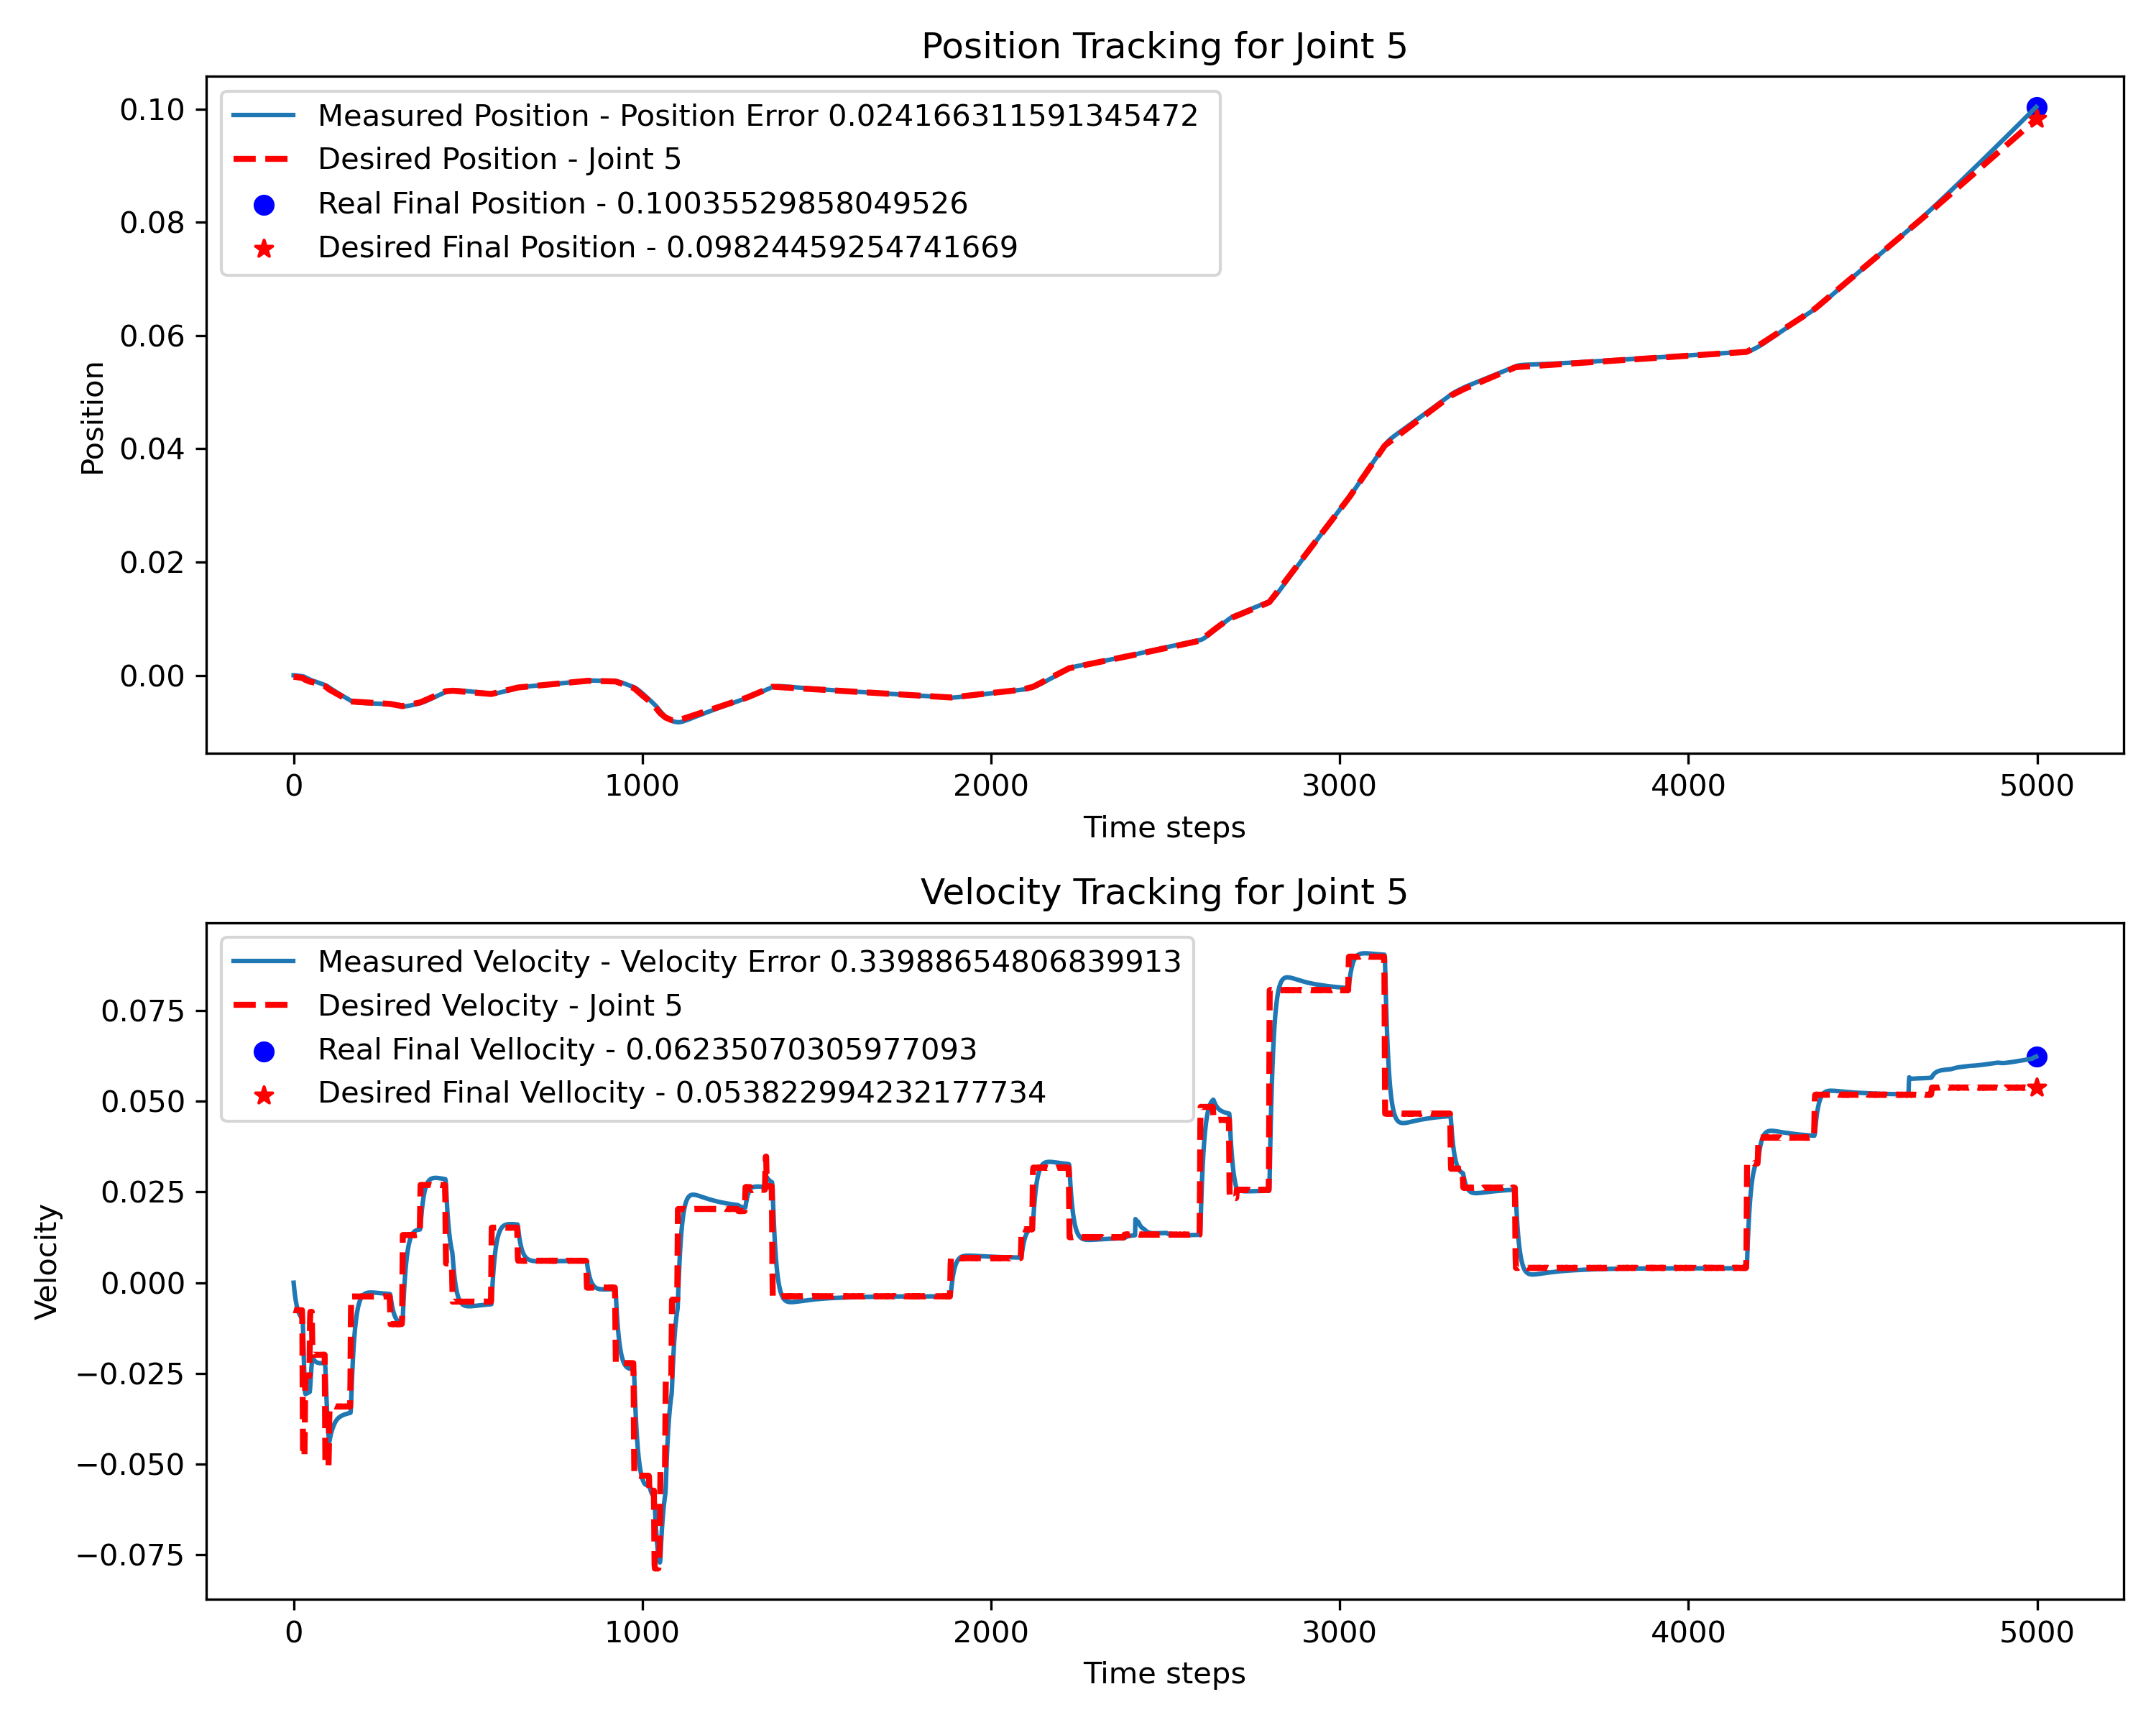 Position Tracking for Joint 5
Measured Position - Position Error 0.024166311591345472
Desired Position - Joint 5
Real Final Position - 0.10035529858049526
Desired Final Position - 0.09824459254741669
0.10
0.08
0.06
0.04
0.02
0.00
Position
0 1000 2000 3000 4000 5000
Time steps
Velocity Tracking for Joint 5
Measured Velocity - Velocity Error 0.33988654806839913
Desired Velocity - Joint 5
Real Final Vellocity - 0.06235070305977093
Desired Final Vellocity - 0.053822994232177734
0.075
0.050
0.025
0.000
−0.025
−0.050
−0.075
Velocity
0 1000 2000 3000 4000 5000
Time steps